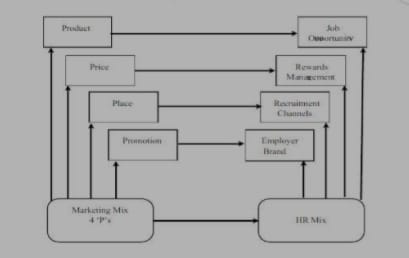 Product
Job
Opportunity
Price
Rewards
Management
Place
Recruitment
Channels
Promotion
Employer
Brand
Marketing Mix
4 'P's
HR Mix